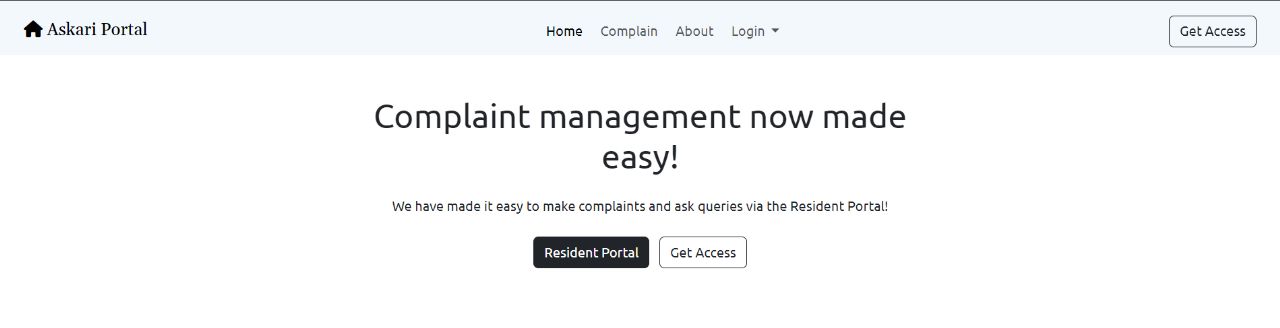 Askari Portal
Home Complain About Login
Get Access
Complaint management now made
easy!
We have made it easy to make complaints and ask queries via the Resident Portal!
Resident Portal Get Access